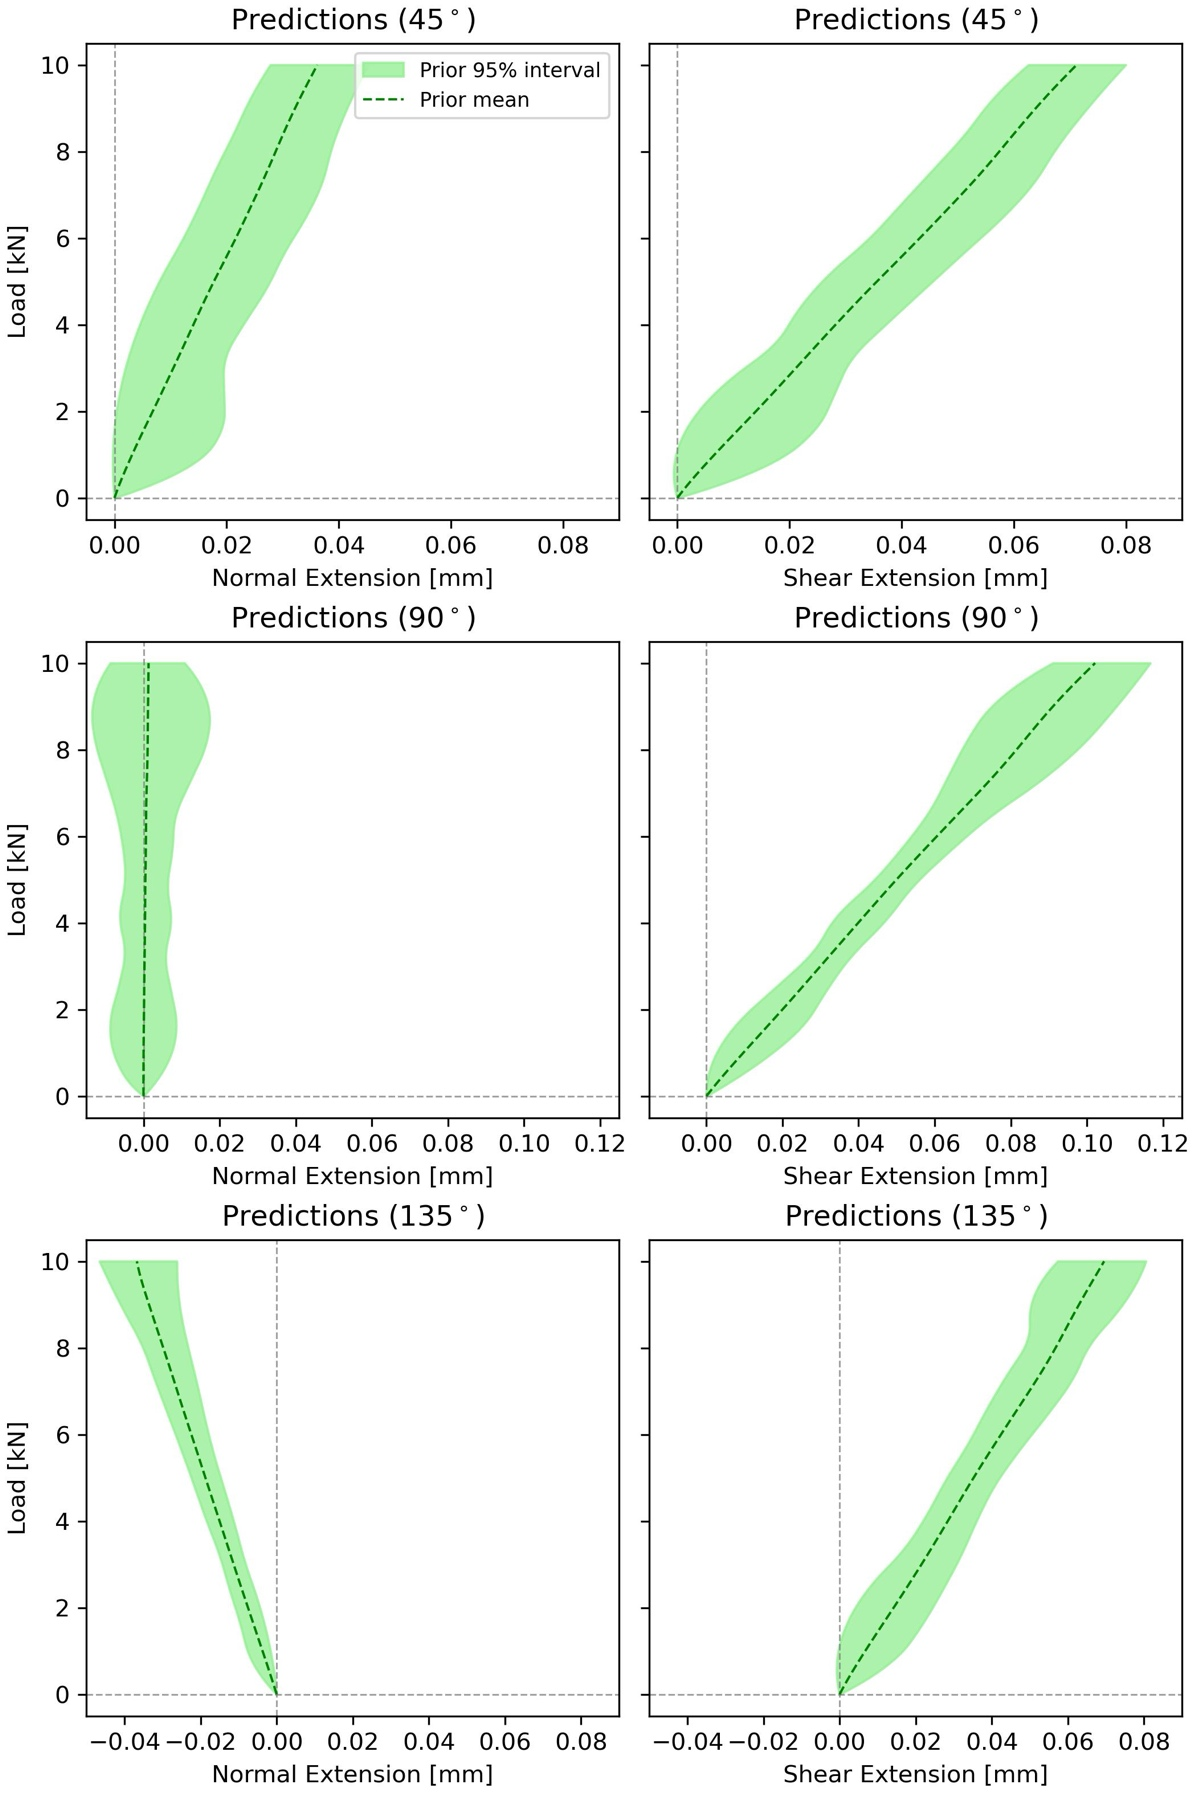 Predictions (45°)
Predictions (45°)
10
8
6
4
2
0
Load [kN]
Prior 95% interval
Prior mean
0.00 0.02 0.04 0.06 0.08
Normal Extension [mm]
0.00 0.02 0.04 0.06 0.08
Shear Extension [mm]
Predictions (90°)
Predictions (90°)
10
8
6
4
2
0
Load [kN]
0.00 0.02 0.04 0.06 0.08 0.10 0.12
Normal Extension [mm]
0.00 0.02 0.04 0.06 0.08 0.10 0.12
Shear Extension [mm]
Predictions (135°)
Predictions (135°)
10
8
6
4
2
0
Load [kN]
−0.04 −0.02 0.00 0.02 0.04 0.06 0.08
Normal Extension [mm]
−0.04 −0.02 0.00 0.02 0.04 0.06 0.08
Shear Extension [mm]